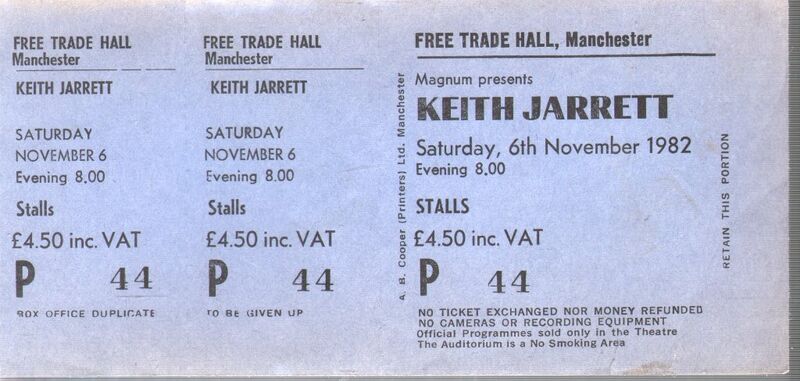 FREE TRADE HALL
Manchester
KEITH JARRETT
SATURDAY
NOVEMBER 6
Evening 8.00
Stalls
£4.50 inc. VAT
P 44
BOX OFFICE DUPLICATE
FREE TRADE HALL
Manchester
KEITH JARRETT
SATURDAY
NOVEMBER 6
Evening 8.00
Stalls
£4.50 inc. VAT
P 44
TO BE GIVEN UP
A. B. Cooper (Printers) Ltd. Manchester
FREE TRADE HALL, Manchester
Magnum presents
KEITH JARRETT
Saturday, 6th November 1982
Evening 8.00
STALLS
£4.50 inc. VAT
P 44
NO TICKET EXCHANGED NOR MONEY REFUNDED
NO CAMERAS OR RECORDING EQUIPMENT
Official Programmes sold only in the Theatre
The Auditorium is a No Smoking Area
RETAIN THIS PORTION